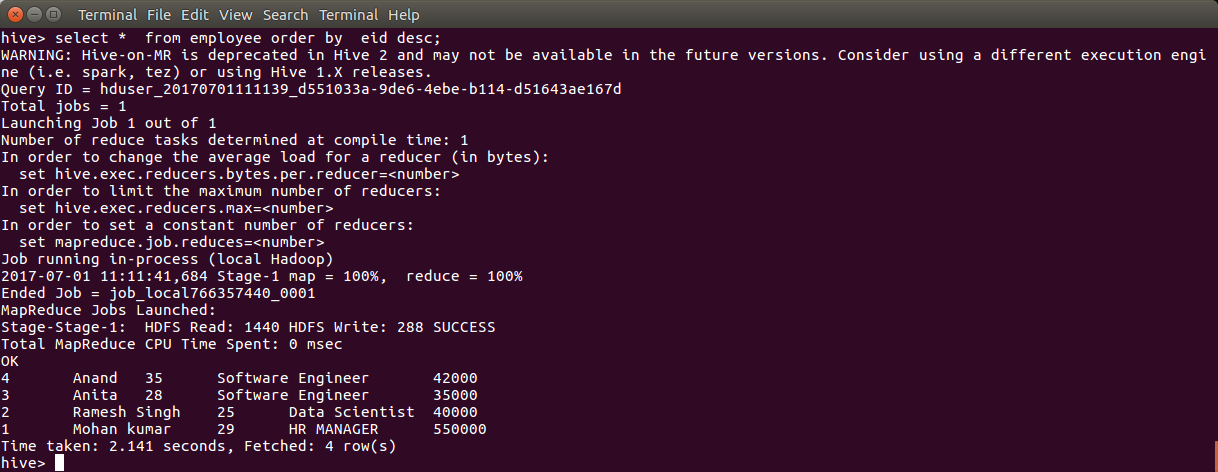 Terminal File Edit View Search Terminal Help
hive> select *  from employee order by  eid desc;
WARNING: Hive-on-MR is deprecated in Hive 2 and may not be available in the future versions. Consider using a different execution engi
ne (i.e. spark, tez) or using Hive 1.X releases.
Query ID = hduser_20170701111139_d551033a-9de6-4ebe-b114-d51643ae167d
Total jobs = 1
Launching Job 1 out of 1
Number of reduce tasks determined at compile time: 1
In order to change the average load for a reducer (in bytes):
  set hive.exec.reducers.bytes.per.reducer=<number>
In order to limit the maximum number of reducers:
  set hive.exec.reducers.max=<number>
In order to set a constant number of reducers:
  set mapreduce.job.reduces=<number>
Job running in-process (local Hadoop)
2017-07-01 11:11:41,684 Stage-1 map = 100%,  reduce = 100%
Ended Job = job_local766357440_0001
MapReduce Jobs Launched:
Stage-Stage-1:  HDFS Read: 1440 HDFS Write: 288 SUCCESS
Total MapReduce CPU Time Spent: 0 msec
OK
4       Anand   35      Software Engineer       42000
3       Anita   28      Software Engineer       35000
2       Ramesh Singh    25      Data Scientist  40000
1       Mohan kumar     29      HR MANAGER      550000
Time taken: 2.141 seconds, Fetched: 4 row(s)
hive>